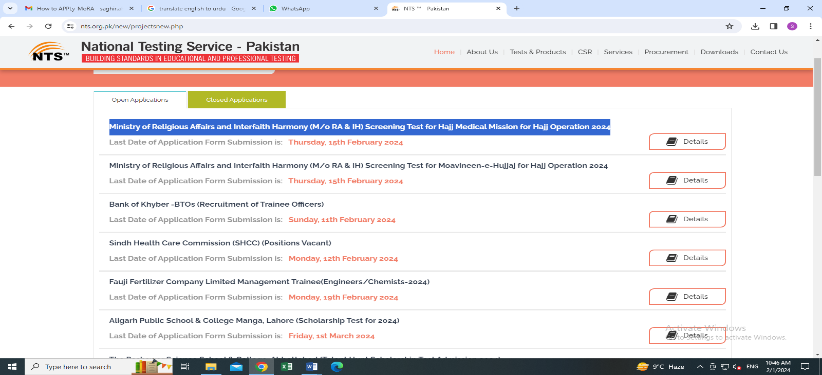 How to APPly MoRA - saghira
translate english to urdu - Goo
WhatsApp
NTS ™ - Pakistan
nts.org.pk/new/projectsnew.php
S
NTS™
National Testing Service - Pakistan
BUILDING STANDARDS IN EDUCATIONAL AND PROFESSIONAL TESTING
Home
About Us
Tests & Products
CSR
Services
Procurement
Downloads
Contact Us
Open Applications
Closed Applications
Ministry of Religious Affairs and Interfaith Harmony (M/o RA & IH) Screening Test for Hajj Medical Mission for Hajj Operation 2024
Last Date of Application Form Submission is: Thursday, 15th February 2024
Details
Ministry of Religious Affairs and Interfaith Harmony (M/o RA & IH) Screening Test for Moavineen-e-Hujjaj for Hajj Operation 2024
Last Date of Application Form Submission is: Thursday, 15th February 2024
Details
Bank of Khyber -BTOs (Recruitment of Trainee Officers)
Last Date of Application Form Submission is: Sunday, 11th February 2024
Details
Sindh Health Care Commission (SHCC) (Positions Vacant)
Last Date of Application Form Submission is: Monday, 12th February 2024
Details
Fauji Fertilizer Company Limited Management Trainee(Engineers/Chemists-2024)
Last Date of Application Form Submission is: Monday, 19th February 2024
Details
Aligarh Public School & College Manga, Lahore (Scholarship Test for 2024)
Last Date of Application Form Submission is: Friday, 1st March 2024
Details
Activate Windows
to activate Windows.
Type here to search
9°C Haze
ENG
10:46 AM
2/1/2024